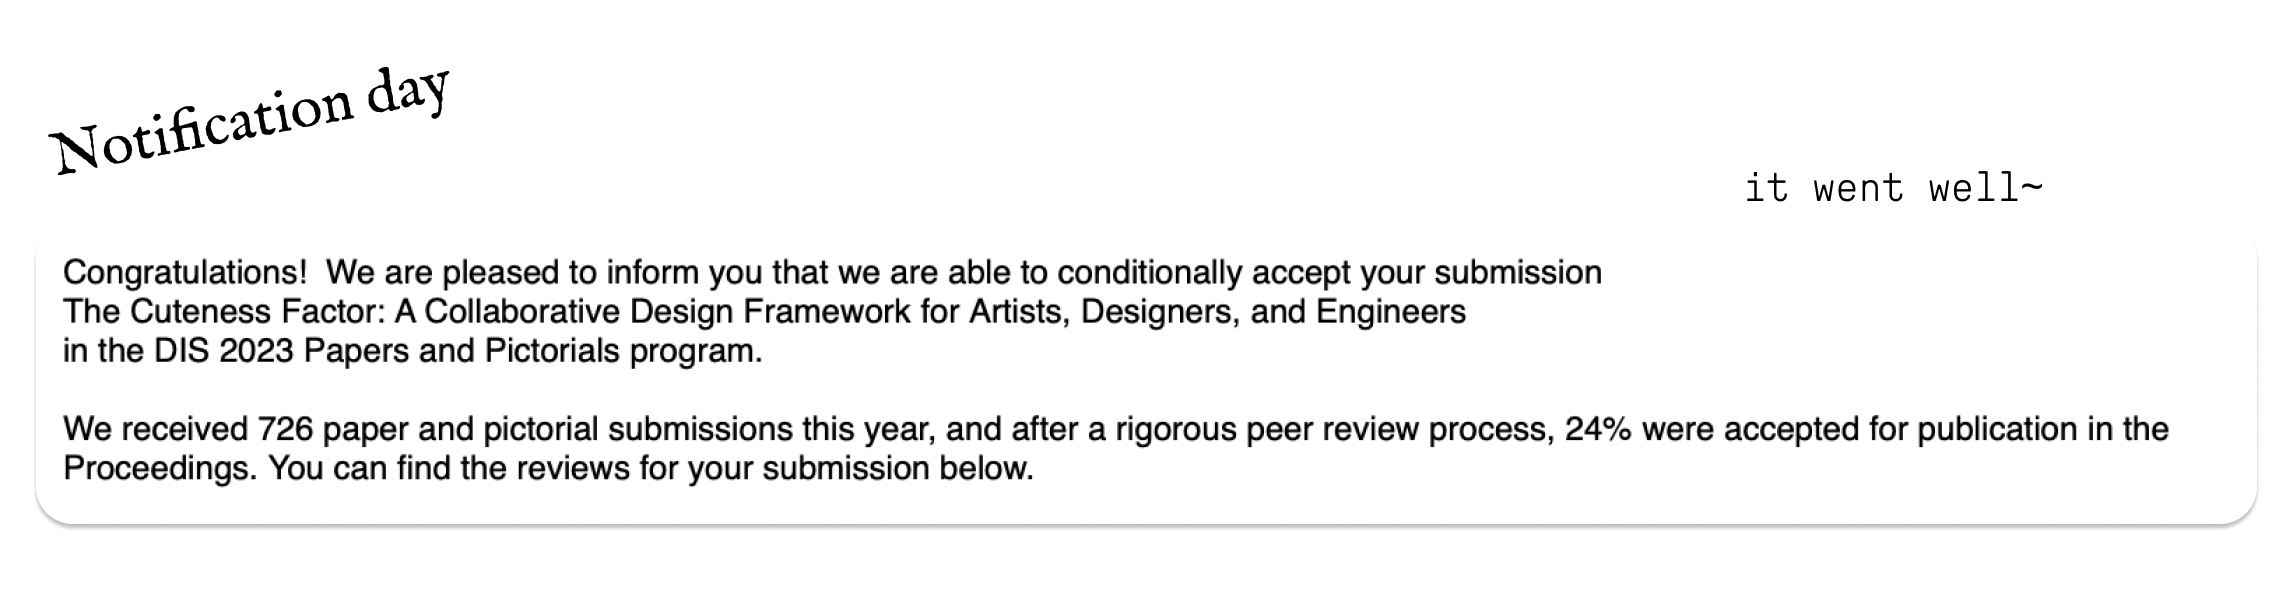 Notification day
it went well~
Congratulations!  We are pleased to inform you that we are able to conditionally accept your submission
The Cuteness Factor: A Collaborative Design Framework for Artists, Designers, and Engineers
in the DIS 2023 Papers and Pictorials program.
We received 726 paper and pictorial submissions this year, and after a rigorous peer review process, 24% were accepted for publication in the
Proceedings. You can find the reviews for your submission below.